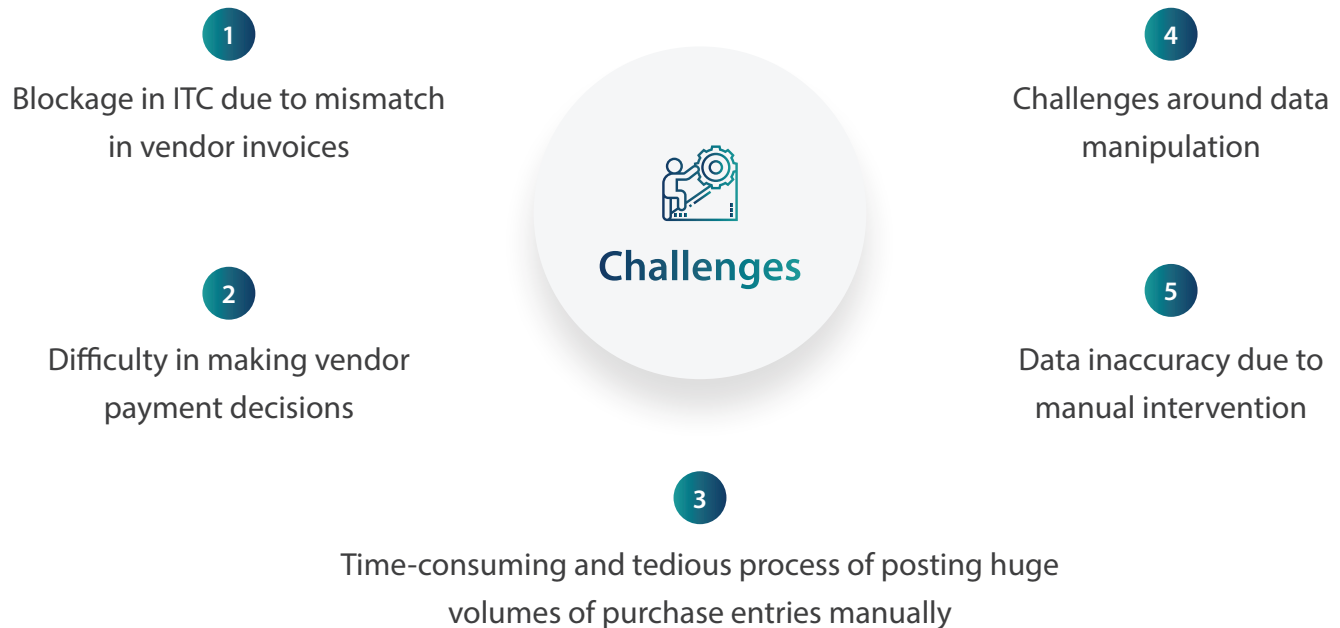 1
Blockage in ITC due to mismatch
in vendor invoices
2
Difficulty in making vendor
payment decisions
Challenges
3
Time-consuming and tedious process of posting huge
volumes of purchase entries manually
4
Challenges around data
manipulation
5
Data inaccuracy due to
manual intervention